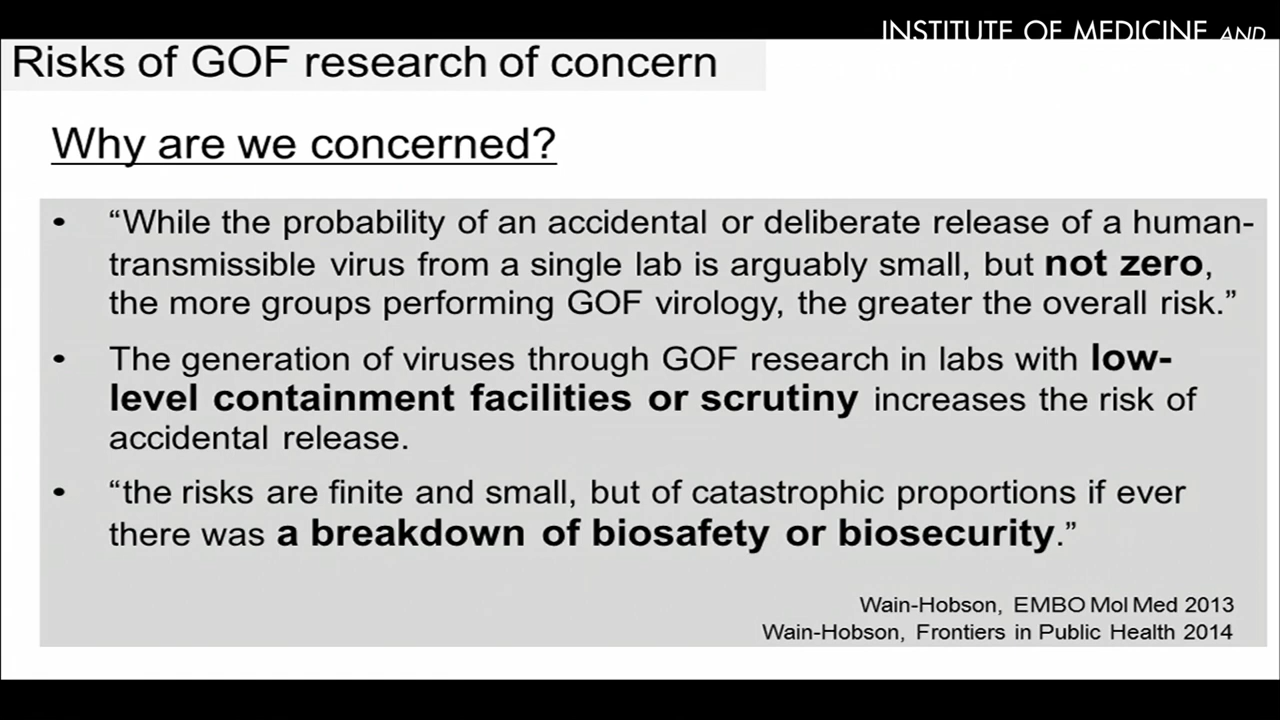 INSTITUTE OF MEDICINE AND
Risks of GOF research of concern
Why are we concerned?
• “While the probability of an accidental or deliberate release of a human-
transmissible virus from a single lab is arguably small, but not zero,
the more groups performing GOF virology, the greater the overall risk.”
• The generation of viruses through GOF research in labs with low-
level containment facilities or scrutiny increases the risk of
accidental release.
• “the risks are finite and small, but of catastrophic proportions if ever
there was a breakdown of biosafety or biosecurity.”
Wain-Hobson, EMBO Mol Med 2013
Wain-Hobson, Frontiers in Public Health 2014